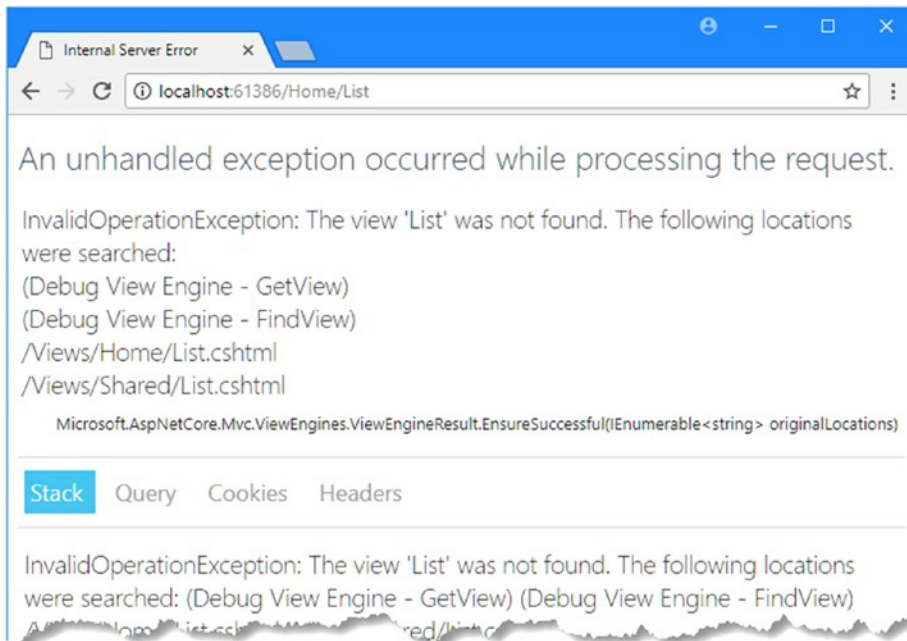 Internal Server Error
localhost:61386/Home/List
An unhandled exception occurred while processing the request.
InvalidOperationException: The view 'List' was not found. The following locations
were searched:
(Debug View Engine - GetView)
(Debug View Engine - FindView)
/Views/Home/List.cshtml
/Views/Shared/List.cshtml
Microsoft.AspNetCore.Mvc.ViewEngines.ViewEngineResult.EnsureSuccessful(IEnumerable<string> originalLocations)
Stack Query Cookies Headers
InvalidOperationException: The view 'List' was not found. The following locations
were searched: (Debug View Engine - GetView) (Debug View Engine - FindView)